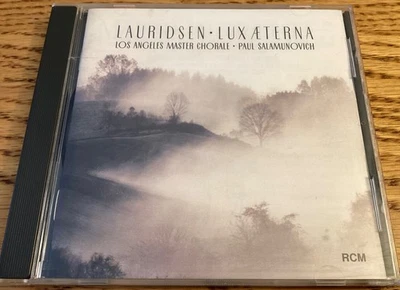 LAURIDSEN · LUX ÆTERNA
LOS ANGELES MASTER CHORALE · PAUL SALAMUNOVICH
RCM